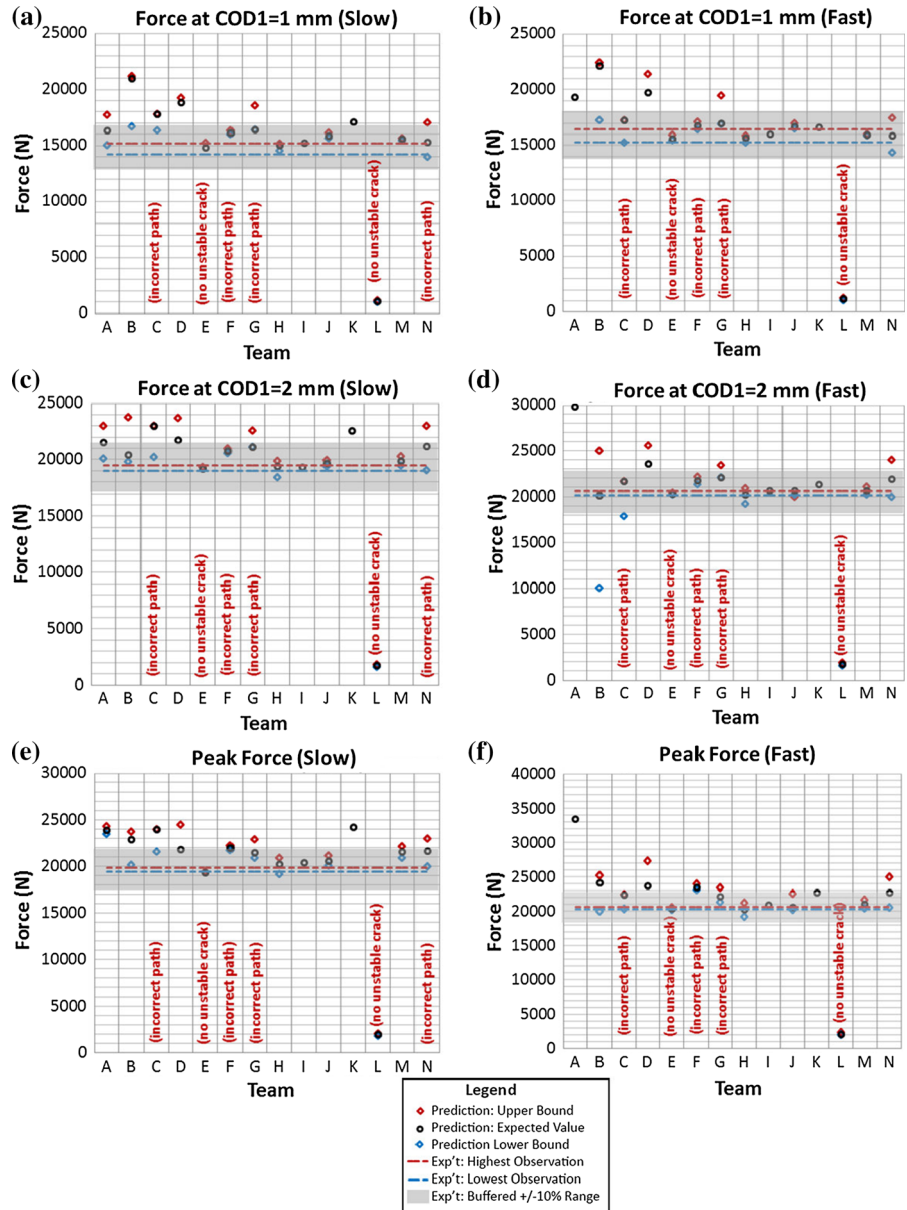 (a)
Force at COD1=1 mm (Slow)
Force (N)
25000
20000
15000
10000
5000
0
(incorrect path)
(no unstable crack)
(incorrect path)
(incorrect path)
(no unstable crack)
(incorrect path)
A B C D E F G H I J K L M N
Team
(b)
Force at COD1=1 mm (Fast)
Force (N)
25000
20000
15000
10000
5000
0
(incorrect path)
(no unstable crack)
(incorrect path)
(incorrect path)
(no unstable crack)
A B C D E F G H I J K L M N
Team
(c)
Force at COD1=2 mm (Slow)
Force (N)
25000
20000
15000
10000
5000
0
(incorrect path)
(no unstable crack)
(incorrect path)
(incorrect path)
(no unstable crack)
(incorrect path)
A B C D E F G H I J K L M N
Team
(d)
Force at COD1=2 mm (Fast)
Force (N)
30000
25000
20000
15000
10000
5000
0
(incorrect path)
(no unstable crack)
(incorrect path)
(incorrect path)
(no unstable crack)
A B C D E F G H I J K L M N
Team
(e)
Peak Force (Slow)
Force (N)
30000
25000
20000
15000
10000
5000
0
(incorrect path)
(no unstable crack)
(incorrect path)
(incorrect path)
(no unstable crack)
(incorrect path)
A B C D E F G H I J K L M N
Team
(f)
Peak Force (Fast)
Force (N)
40000
35000
30000
25000
20000
15000
10000
5000
0
(incorrect path)
(no unstable crack)
(incorrect path)
(incorrect path)
(no unstable crack)
A B C D E F G H I J K L M N
Team
Legend
Prediction: Upper Bound
Prediction: Expected Value
Prediction Lower Bound
Exp't: Highest Observation
Exp't: Lowest Observation
Exp't: Buffered +/-10% Range